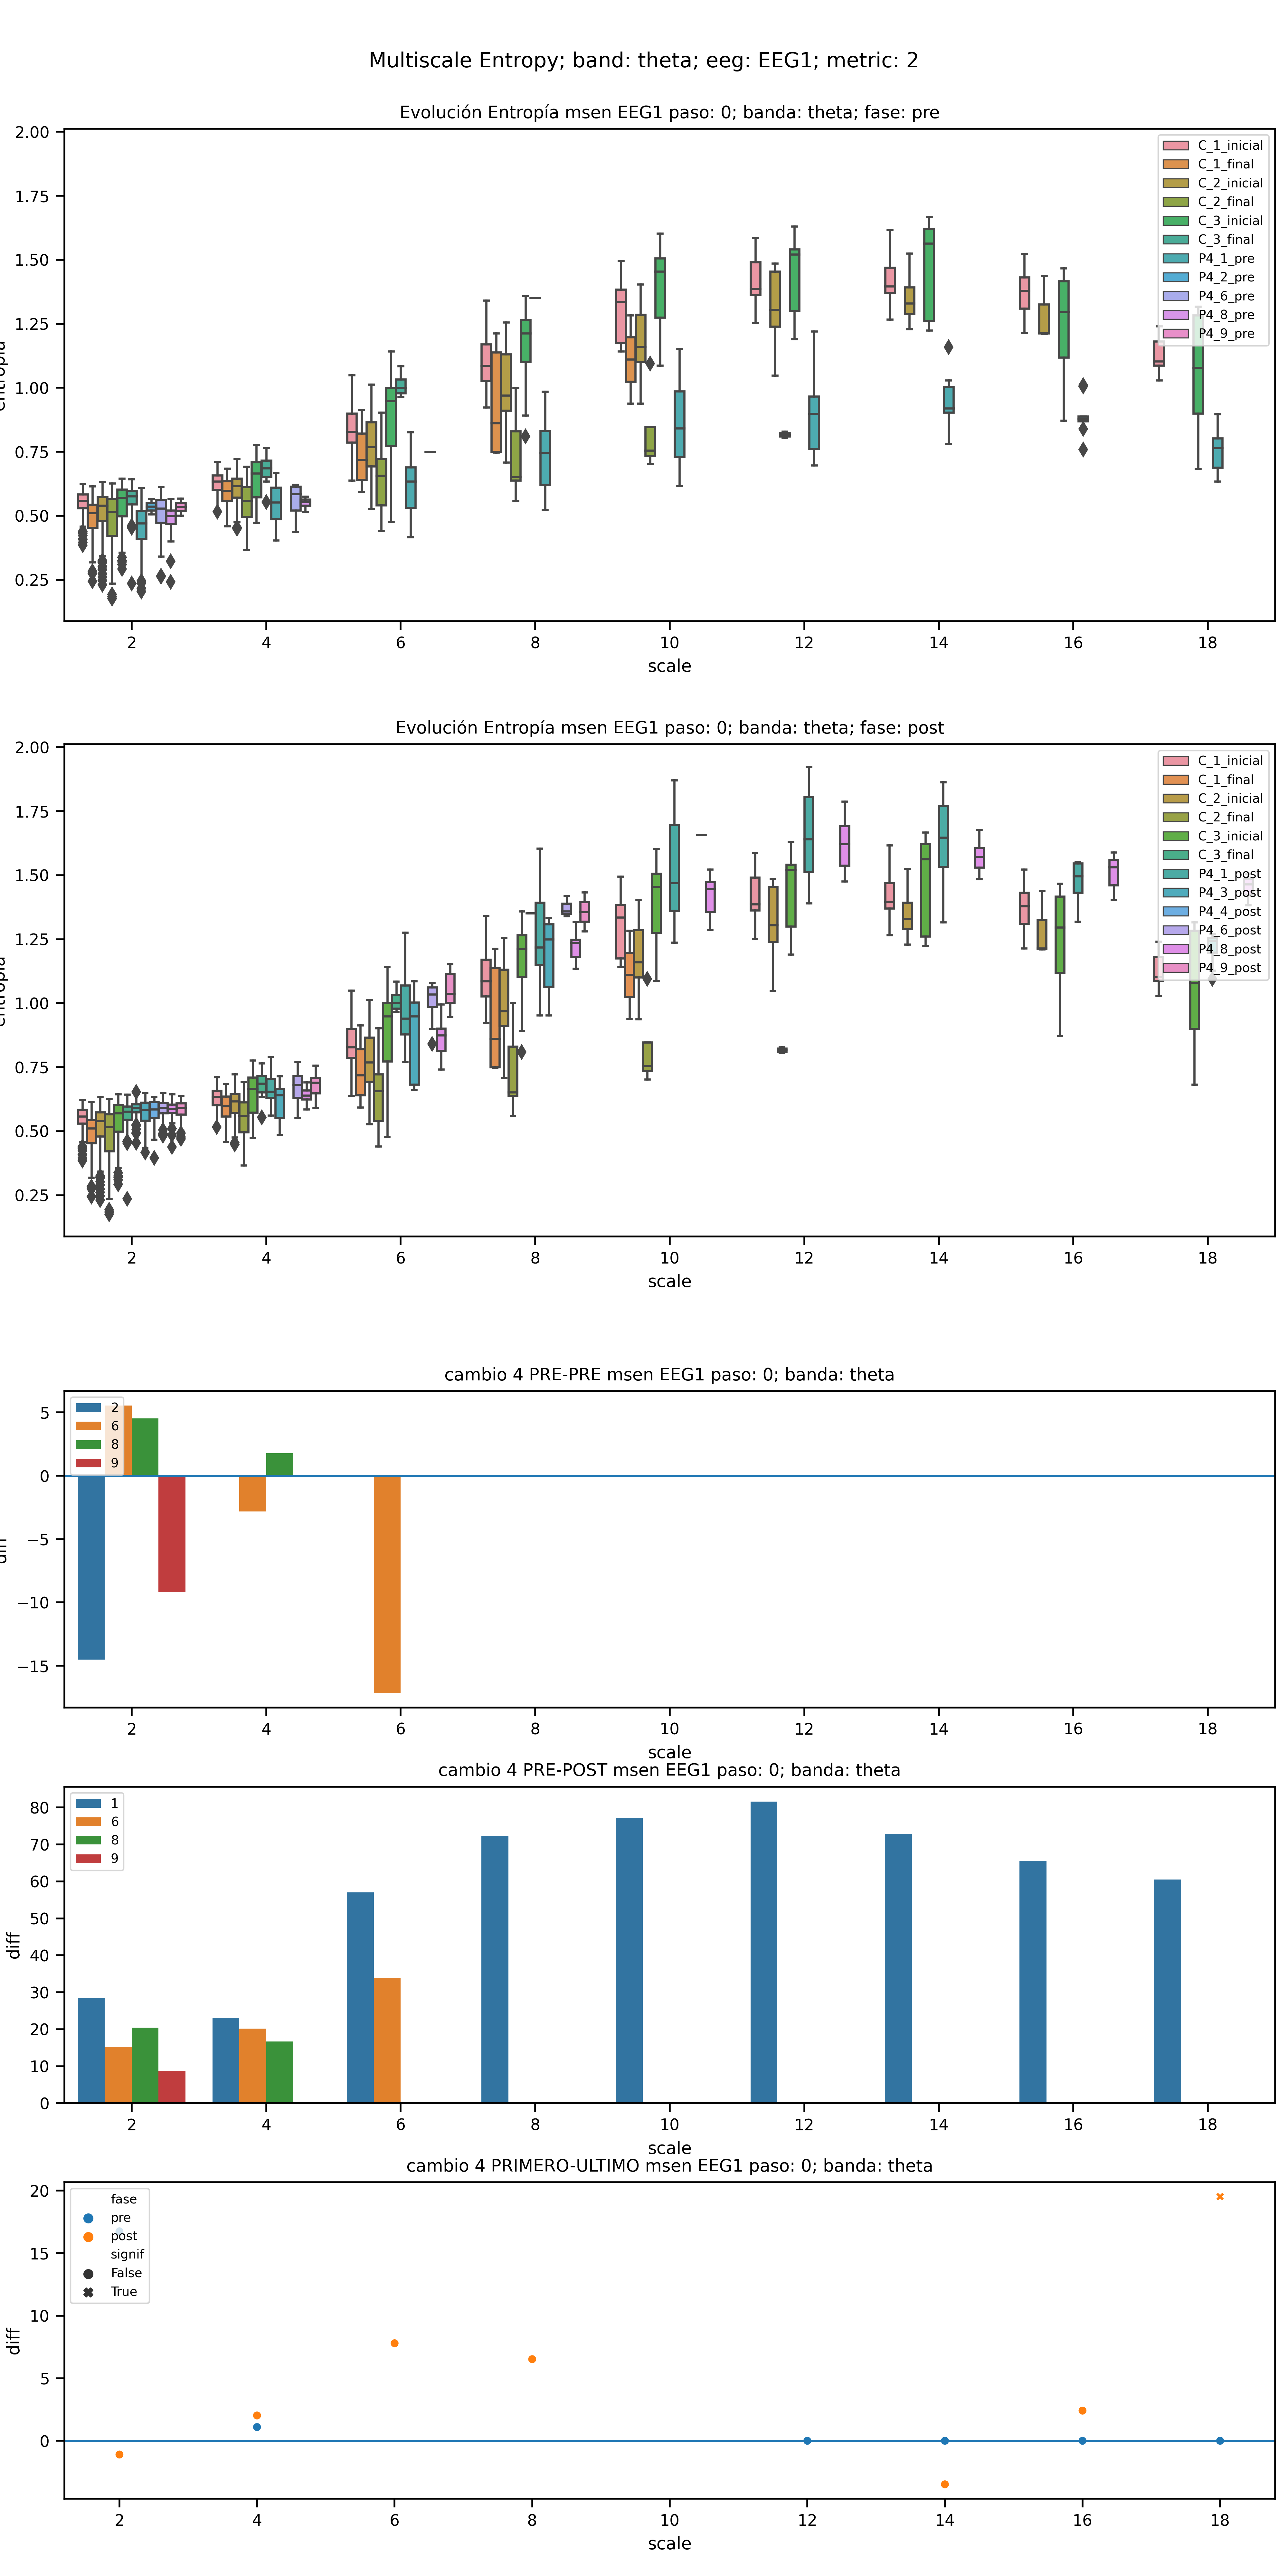 Multiscale Entropy; band: theta; eeg: EEG1; metric: 2
Evolución Entropía msen EEG1 paso: 0; banda: theta; fase: pre
2.00
1.75
1.50
1.25
1.00
0.75
0.50
0.25
C_1_inicial
C_1_final
C_2_inicial
C_2_final
C_3_inicial
C_3_final
P4_1_pre
P4_2_pre
P4_6_pre
P4_8_pre
P4_9_pre
2 4 6 8 10 12 14 16 18
scale
Evolución Entropía msen EEG1 paso: 0; banda: theta; fase: post
2.00
1.75
1.50
1.25
1.00
0.75
0.50
0.25
C_1_inicial
C_1_final
C_2_inicial
C_2_final
C_3_inicial
C_3_final
P4_1_post
P4_3_post
P4_4_post
P4_6_post
P4_8_post
P4_9_post
2 4 6 8 10 12 14 16 18
scale
cambio 4 PRE-PRE msen EEG1 paso: 0; banda: theta
5
0
−5
−10
−15
2
6
8
9
2 4 6 8 10 12 14 16 18
scale
cambio 4 PRE-POST msen EEG1 paso: 0; banda: theta
diff
80
70
60
50
40
30
20
10
0
1
6
8
9
2 4 6 8 10 12 14 16 18
scale
cambio 4 PRIMERO-ULTIMO msen EEG1 paso: 0; banda: theta
diff
20
15
10
5
0
fase
pre
post
signif
False
True
2 4 6 8 10 12 14 16 18
scale